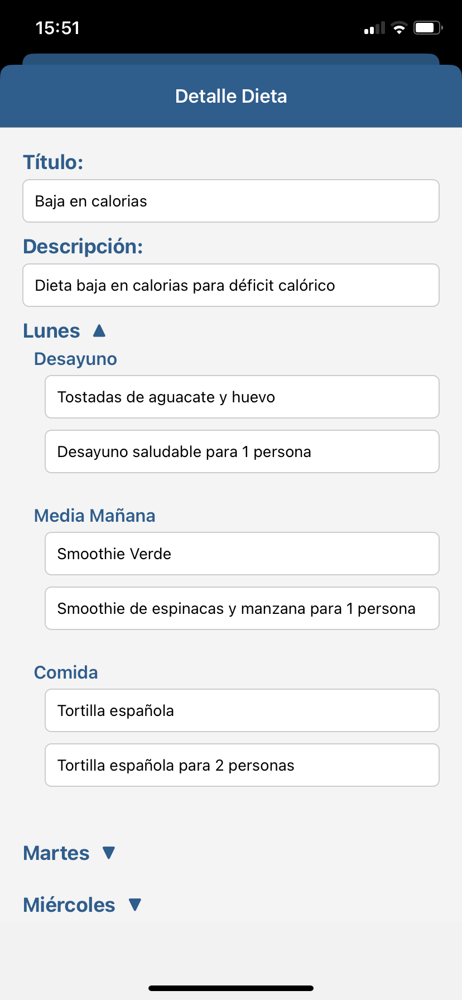 15:51
Detalle Dieta
Título:
Baja en calorias
Descripción:
Dieta baja en calorias para déficit calórico
Lunes ▲
Desayuno
Tostadas de aguacate y huevo
Desayuno saludable para 1 persona
Media Mañana
Smoothie Verde
Smoothie de espinacas y manzana para 1 persona
Comida
Tortilla española
Tortilla española para 2 personas
Martes ▼
Miércoles ▼